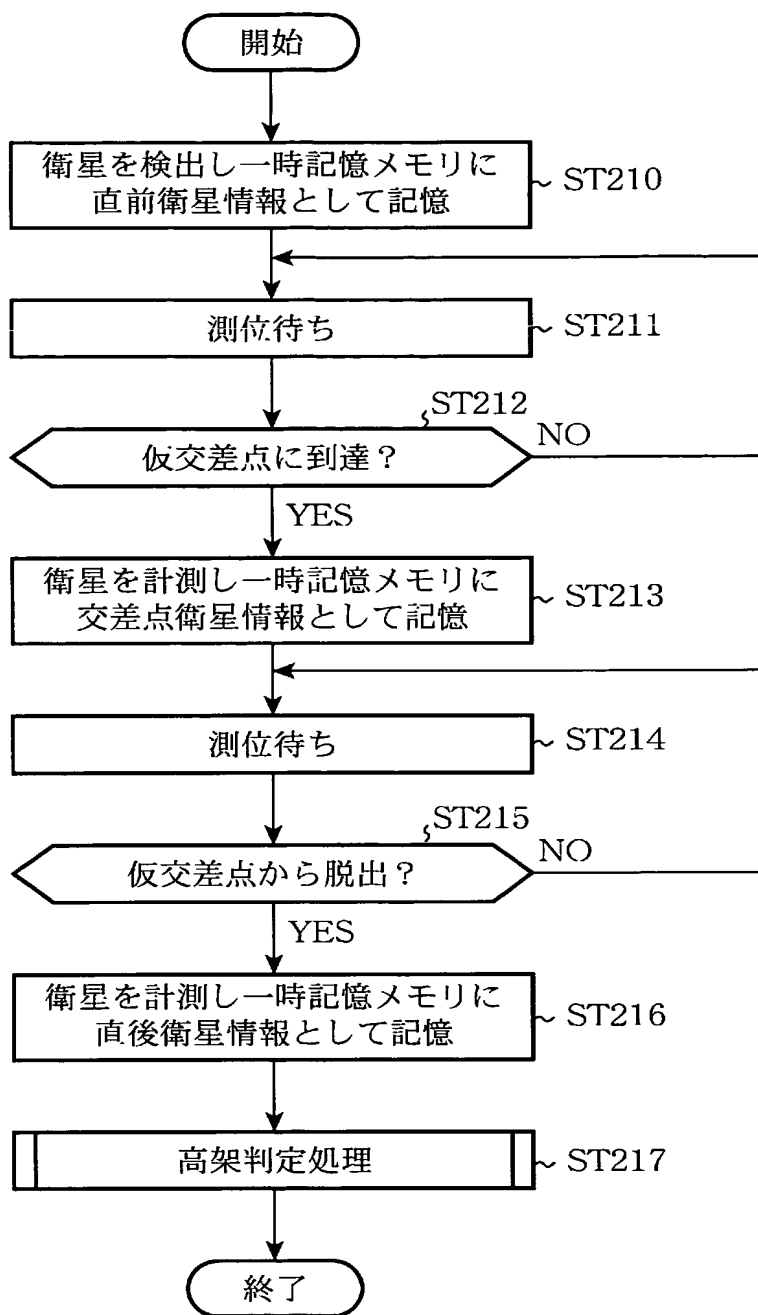 開始
衛星を検出し一時記憶メモリに
直前衛星情報として記憶
ST210
測位待ち
ST211
ST212
仮交差点に到達？
NO
YES
衛星を計測し一時記憶メモリに
交差点衛星情報として記憶
ST213
測位待ち
ST214
ST215
仮交差点から脱出？
NO
YES
衛星を計測し一時記憶メモリに
直後衛星情報として記憶
ST216
高架判定処理
ST217
終了